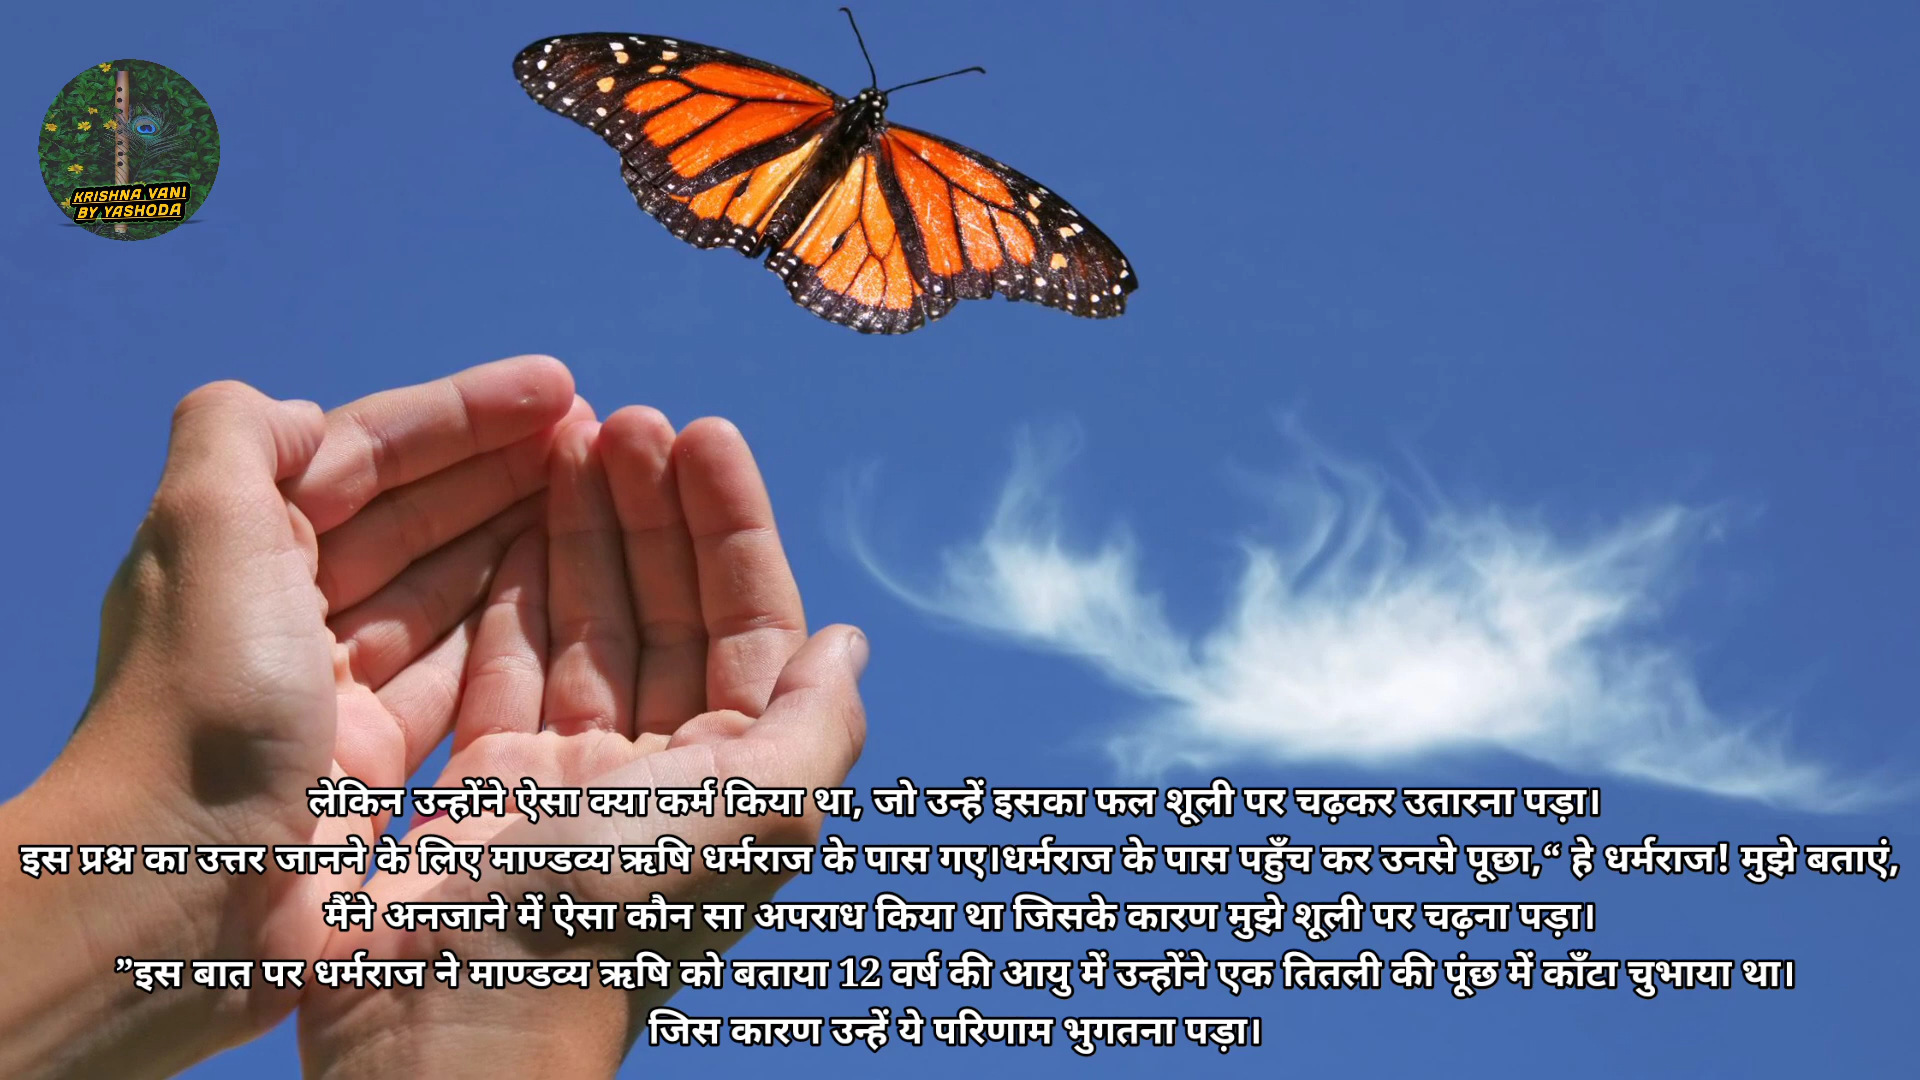 KRISHNA VANI
BY YASHODA
लेकिन उन्होंने ऐसा क्या कर्म किया था, जो उन्हें इसका फल शूली पर चढ़कर उतारना पड़ा।
इस प्रश्न का उत्तर जानने के लिए माण्डव्य ऋषि धर्मराज के पास गए।धर्मराज के पास पहुँच कर उनसे पूछा,“ हे धर्मराज! मुझे बताएं,
मैंने अनजाने में ऐसा कौन सा अपराध किया था जिसके कारण मुझे शूली पर चढ़ना पड़ा।
”इस बात पर धर्मराज ने माण्डव्य ऋषि को बताया 12 वर्ष की आयु में उन्होंने एक तितली की पूंछ में काँटा चुभाया था।
जिस कारण उन्हें ये परिणाम भुगतना पड़ा।